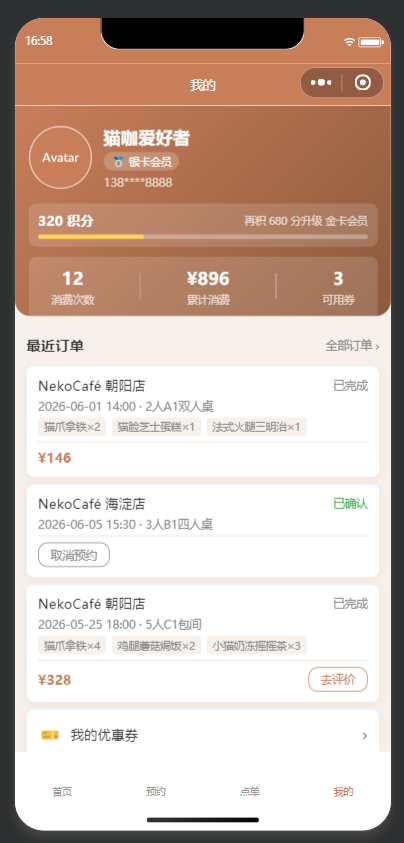 16:58
我的
Avatar
猫咖爱好者
银卡会员
138****8888
320 积分
再积 680 分升级 金卡会员
12
¥896
3
消费次数
累计消费
可用券
最近订单
全部订单 ›
NekoCafé 朝阳店
已完成
2026-06-01 14:00 · 2人A1双人桌
猫爪拿铁×2 猫脸芝士蛋糕×1 法式火腿三明治×1
¥146
NekoCafé 海淀店
已确认
2026-06-05 15:30 · 3人B1四人桌
取消预约
NekoCafé 朝阳店
已完成
2026-05-25 18:00 · 5人C1包间
猫爪拿铁×4 鸡腿蘑菇焗饭×2 小猫奶冻摇摇茶×3
¥328
去评价
我的优惠券 ›
首页
预约
点单
我的